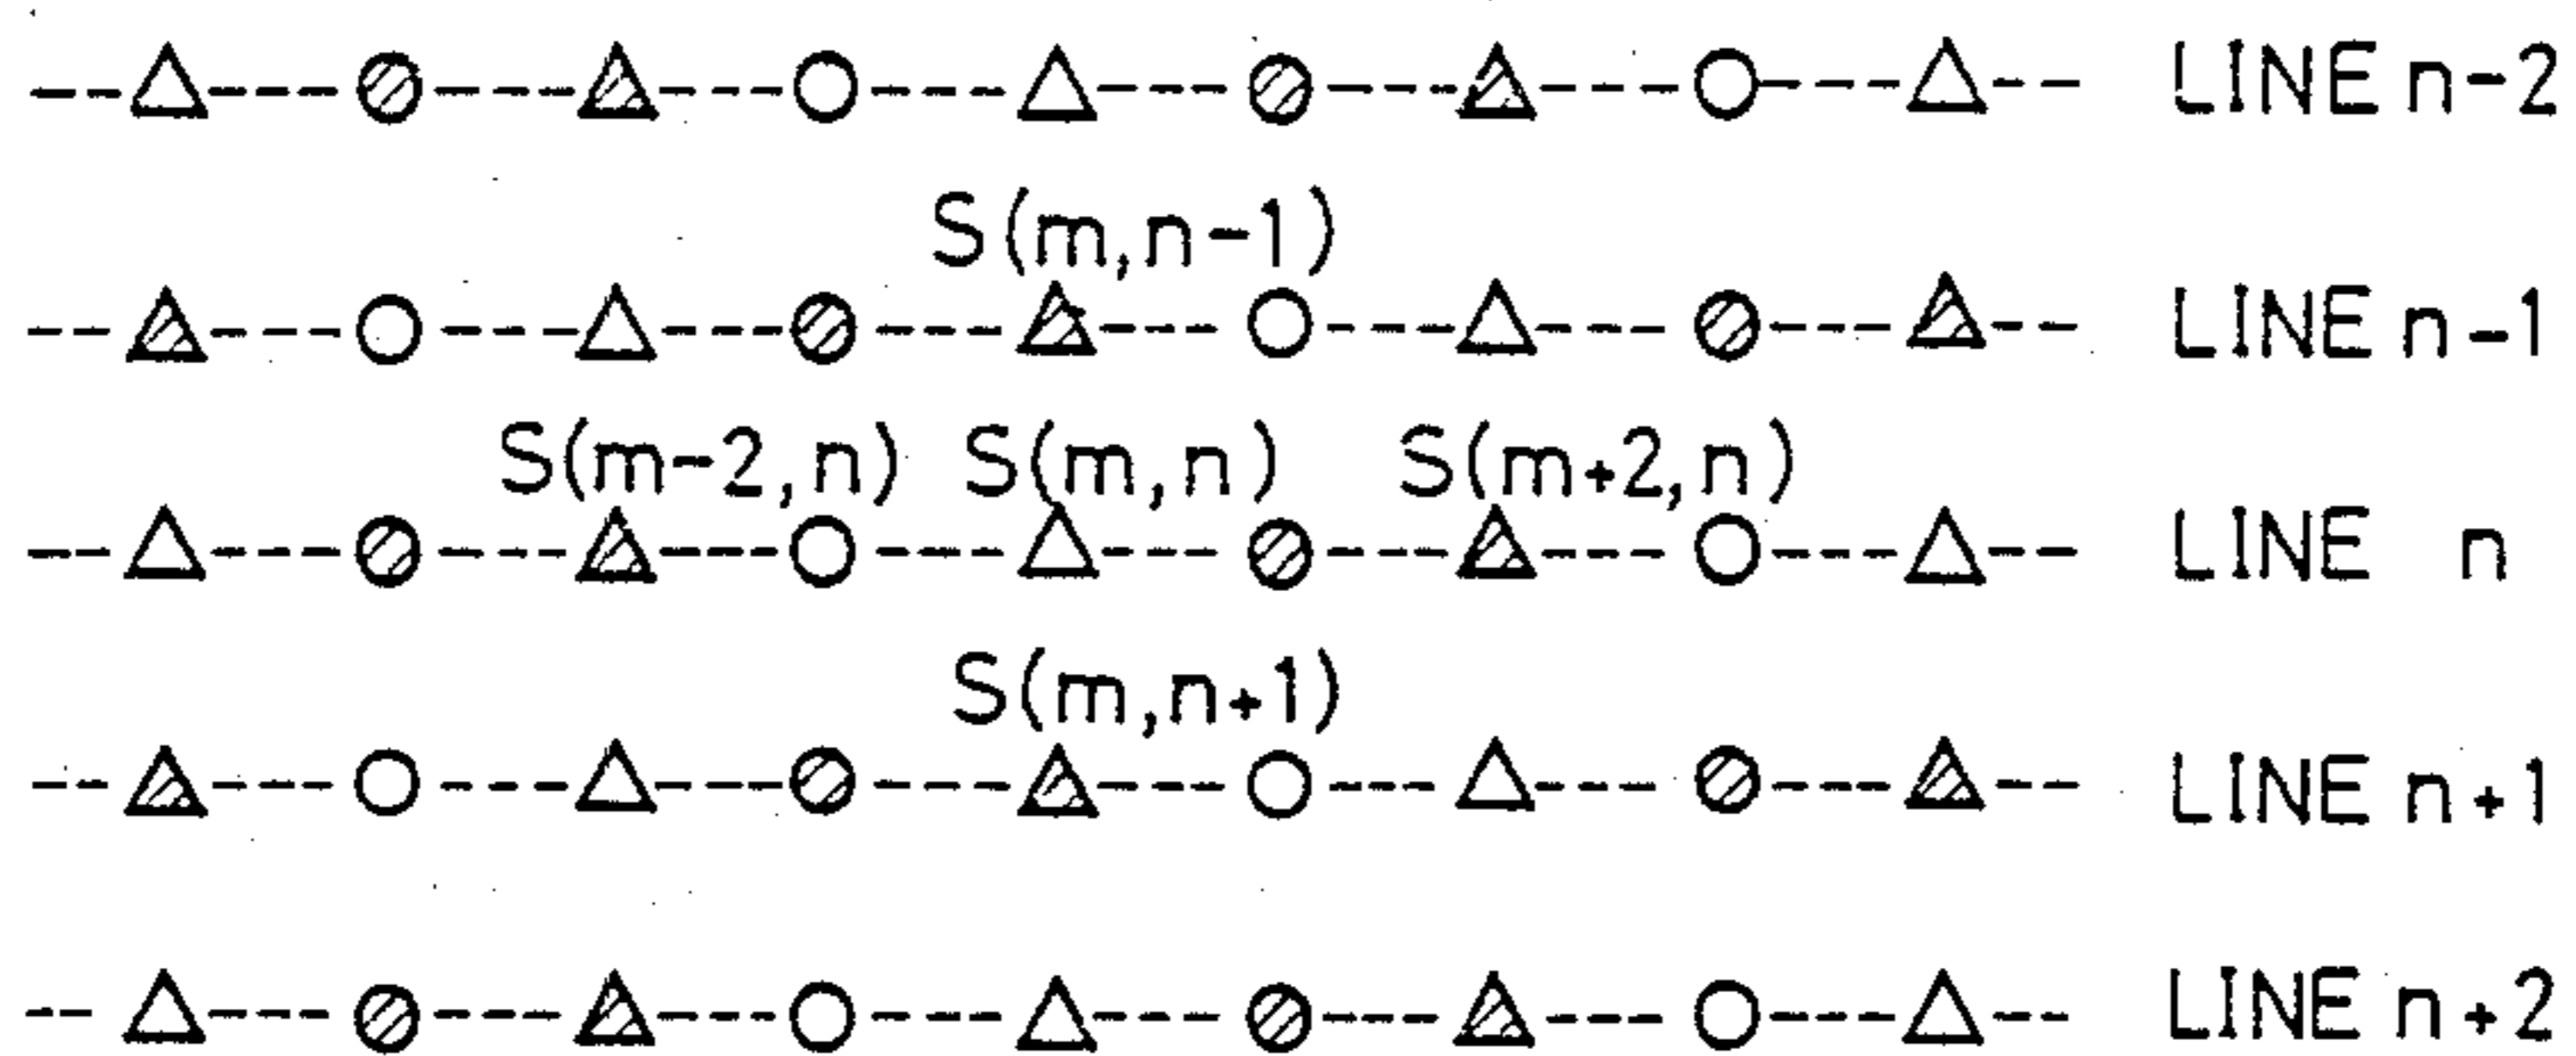 LINE n-2
S(m,n-1)
LINE n-1
S(m-2,n) S(m,n) S(m+2,n)
LINE n
S(m,n+1)
LINE n+1
LINE n+2